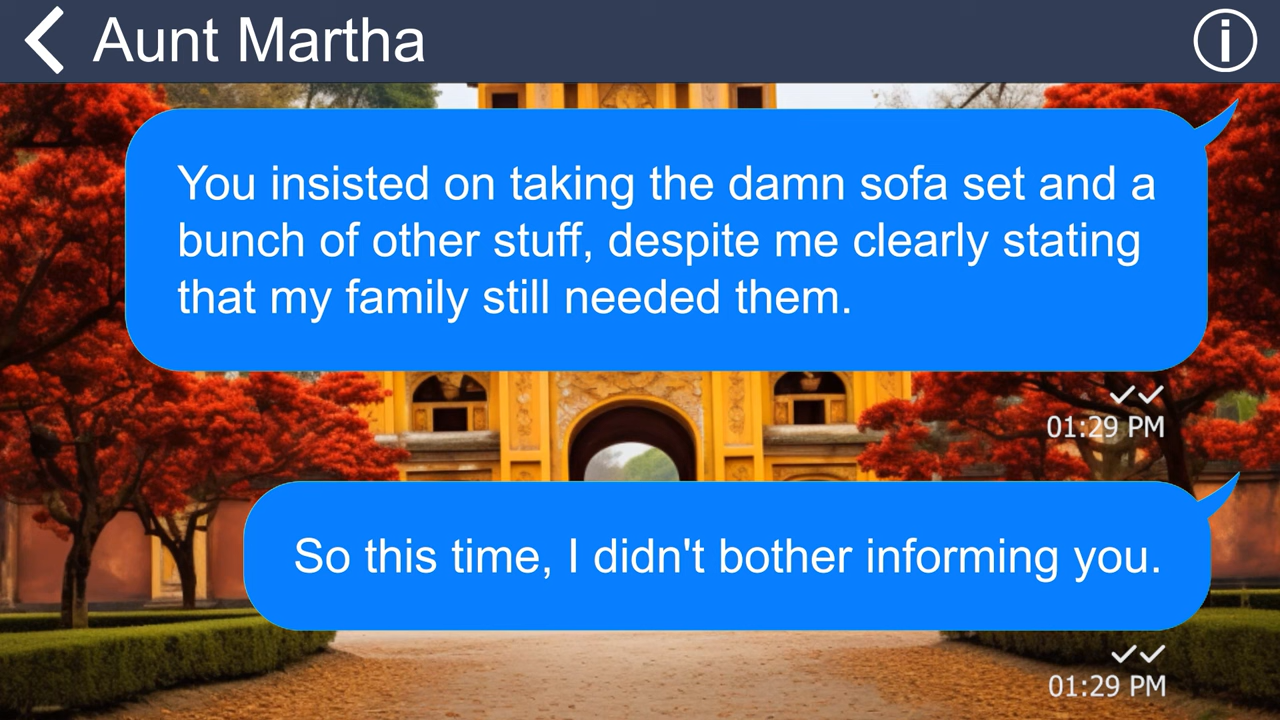 Aunt Martha
You insisted on taking the damn sofa set and a
bunch of other stuff, despite me clearly stating
that my family still needed them.
01:29 PM
So this time, I didn't bother informing you.
01:29 PM